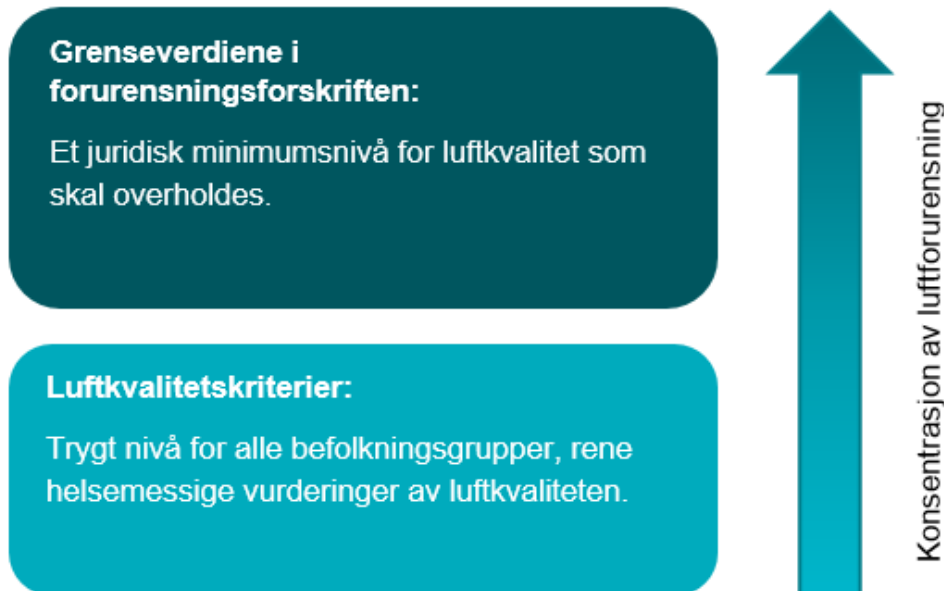 Grenseverdiene i
forurensningsforskriften:
Et juridisk minimumsnivå for luftkvalitet som
skal overholdes.
Luftkvalitetskriterier:
Trygt nivå for alle befolkningsgrupper, rene
helsemessige vurderinger av luftkvaliteten.
Konsentrasjon av luftforurensning